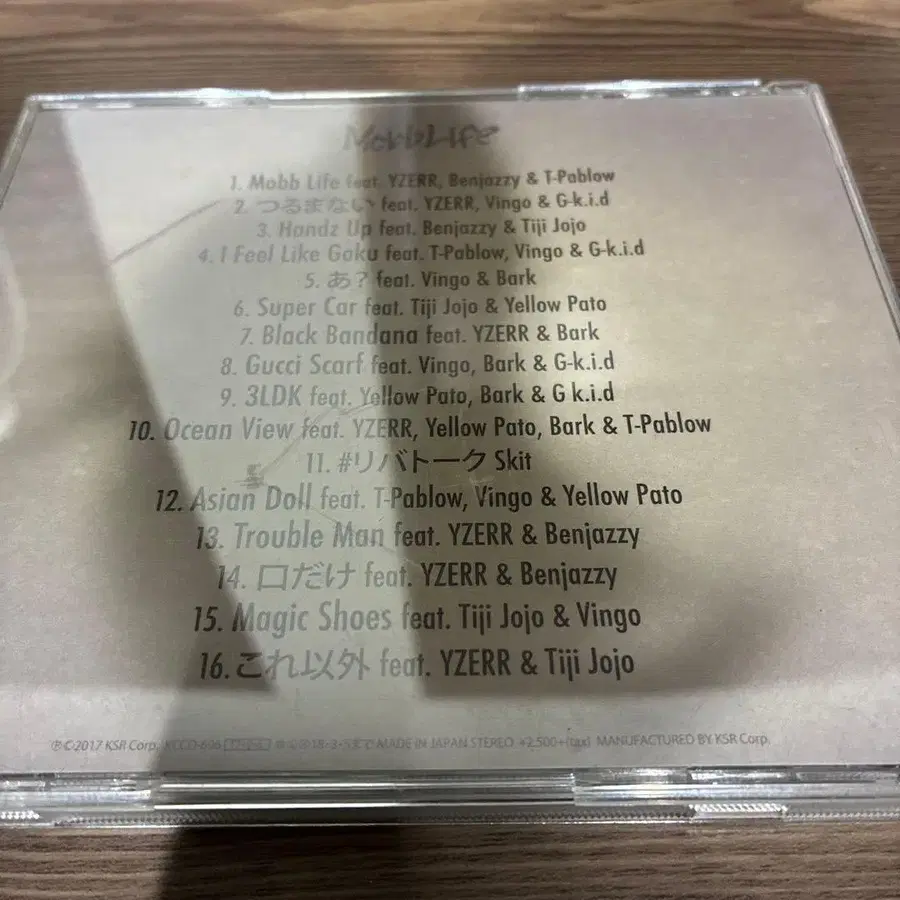 MobbLife
1. Mobb Life feat. YZERR, Benjazzy & T-Pablow
2. つるまない feat. YZERR, Vingo & G-k.i.d
3. Handz Up feat. Benjazzy & Tiji Jojo
4. I Feel Like Goku feat. T-Pablow, Vingo & G-k.i.d
5. あ? feat. Vingo & Bark
6. Super Car feat. Tiji Jojo & Yellow Pato
7. Black Bandana feat. YZERR & Bark
8. Gucci Scarf feat. Vingo, Bark & G-k.i.d
9. 3LDK feat. Yellow Pato, Bark & G k.i.d
10. Ocean View feat. YZERR, Yellow Pato, Bark & T-Pablow
11. #リバトーク Skit
12. Asian Doll feat. T-Pablow, Vingo & Yellow Pato
13. Trouble Man feat. YZERR & Benjazzy
14. 口だけ feat. YZERR & Benjazzy
15. Magic Shoes feat. Tiji Jojo & Vingo
16. これ以外 feat. YZERR & Tiji Jojo
℗©2017 KSR Corp. MADE IN JAPAN STEREO ¥2,500+(tax) MANUFACTURED BY KSR Corp.